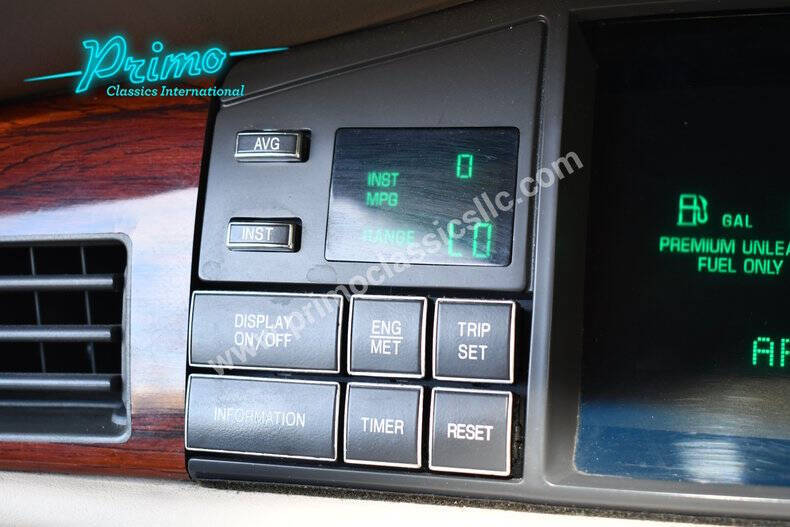 Primo
Classics International
AVG
INST
0
INST
MPG
RANGE LO
DISPLAY
ON/OFF
ENG
MET
TRIP
SET
INFORMATION
TIMER
RESET
GAL
PREMIUM UNLEA
FUEL ONLY
www.primoclassicsllc.com